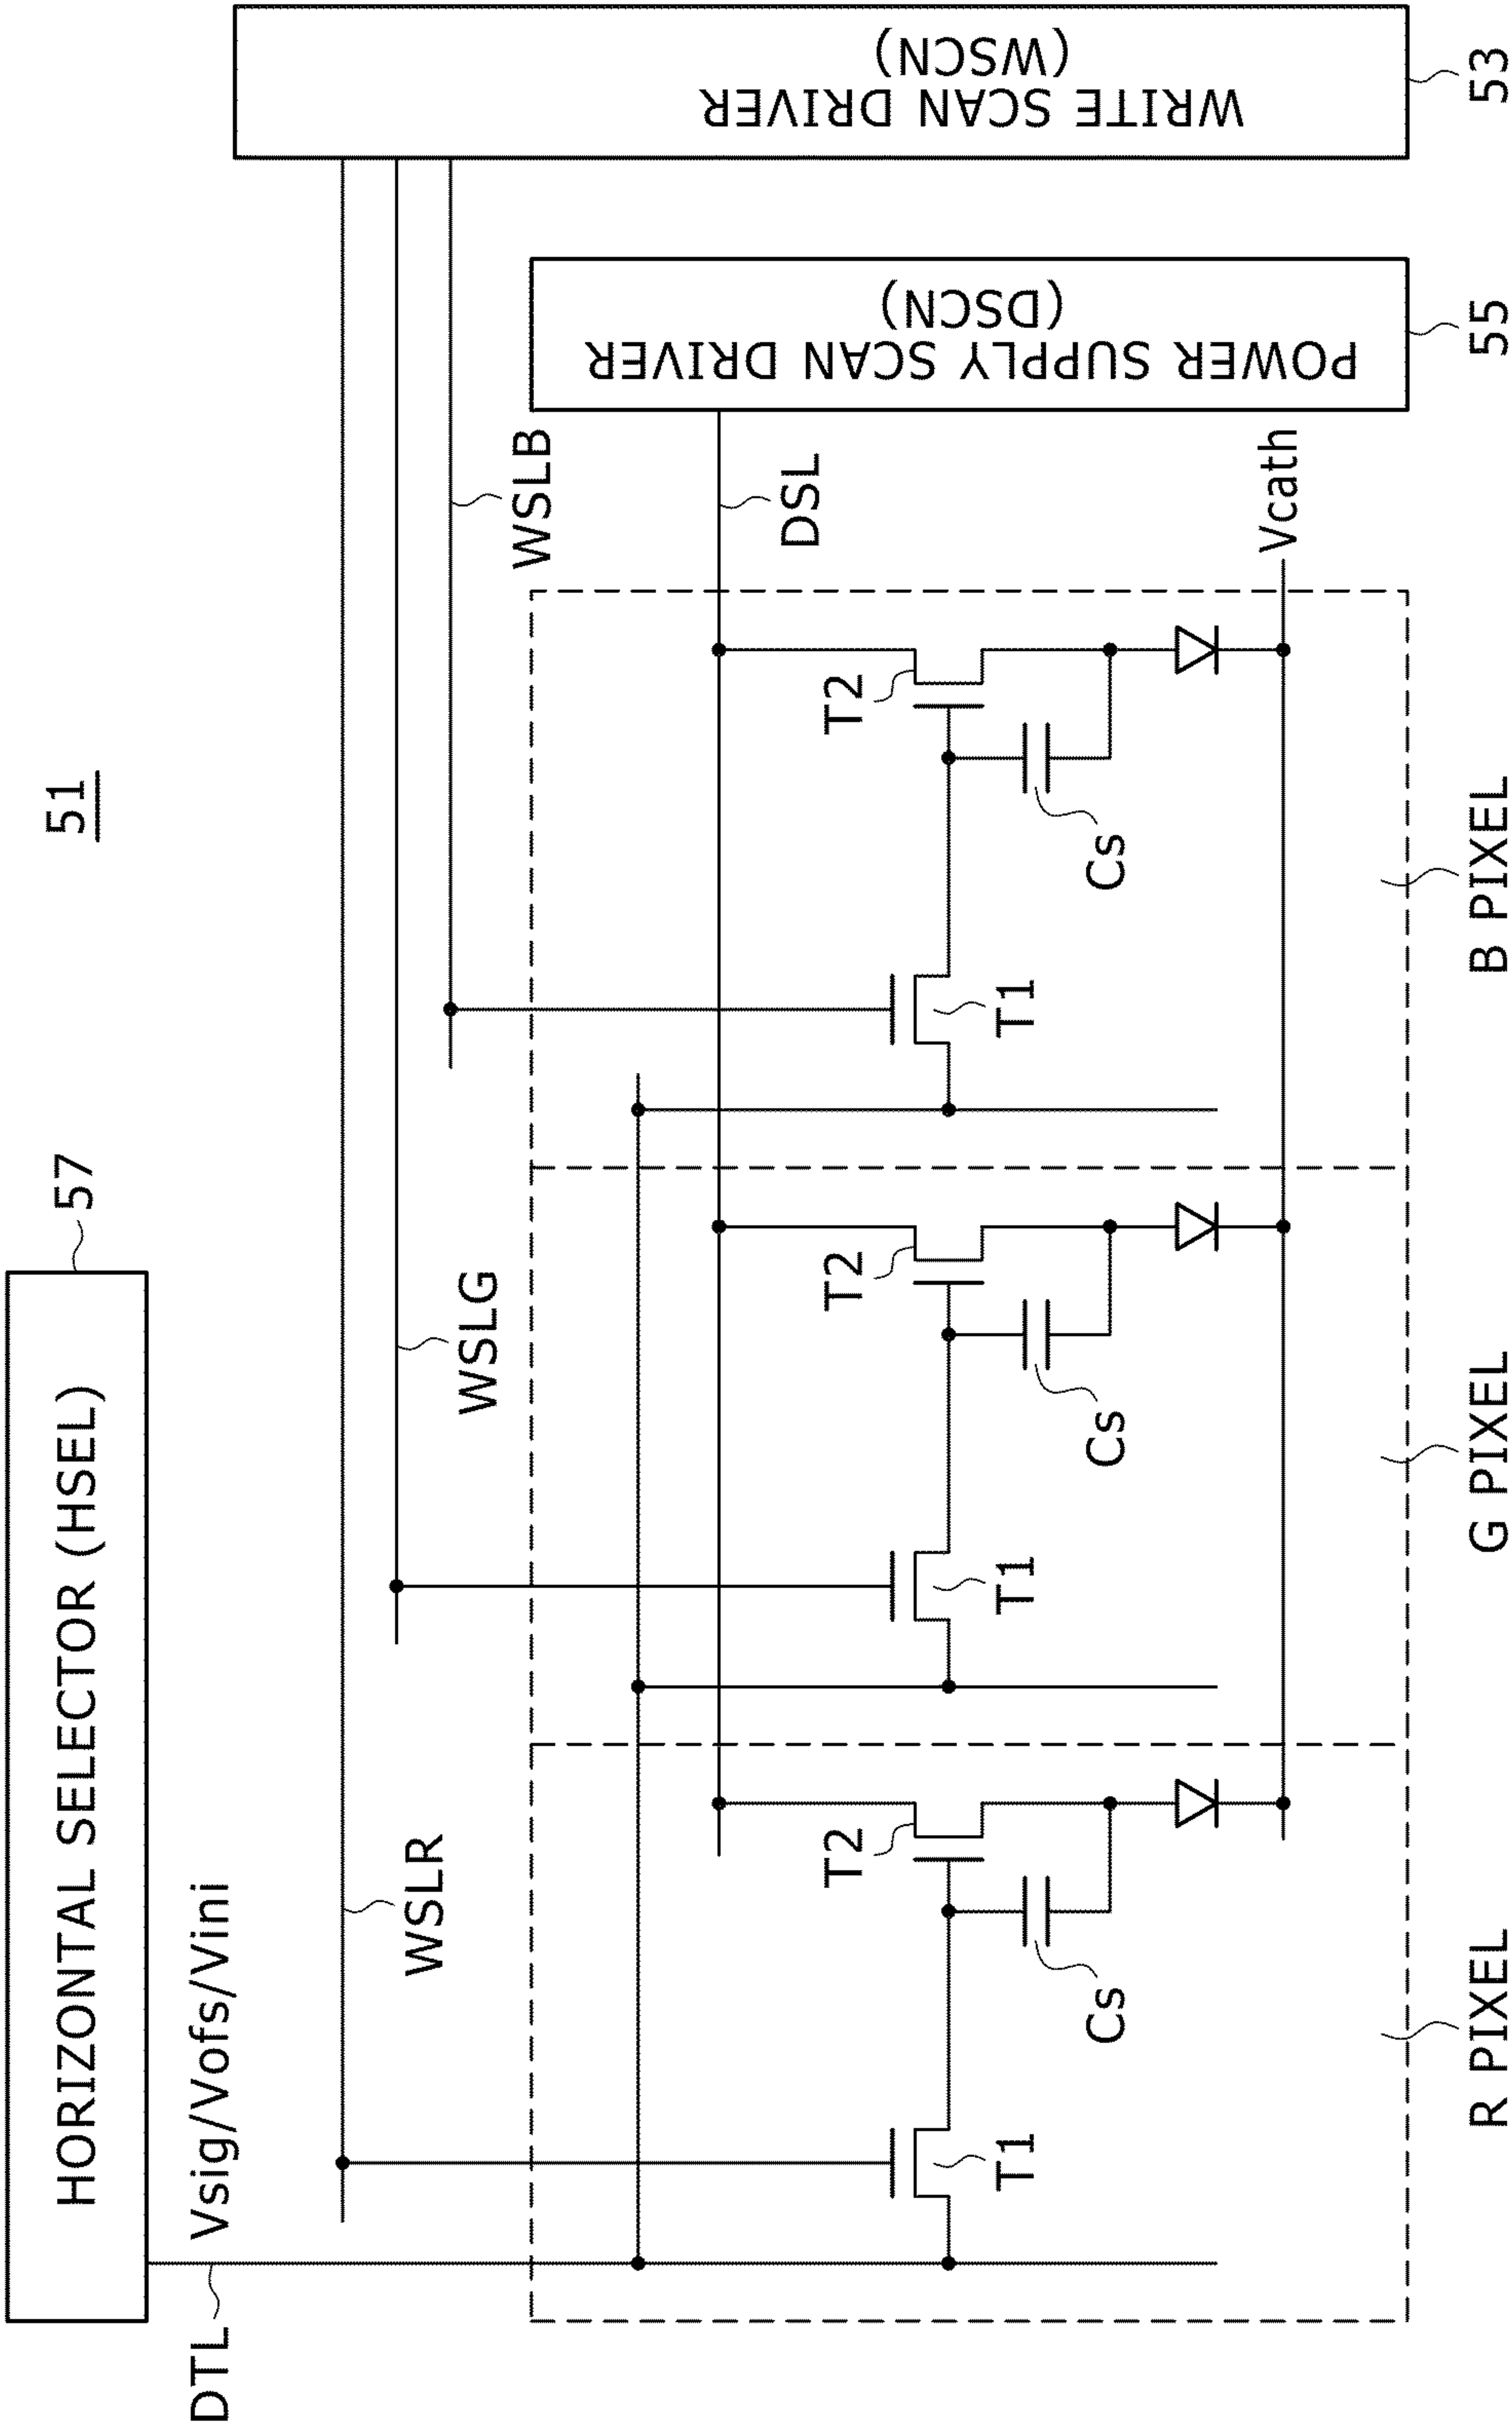 51
HORIZONTAL SELECTOR (HSEL)
57
DTL
Vsig/Vofs/Vini
WSLR
WSLG
WSLB
WRITE SCAN DRIVER
(WSCN)
53
POWER SUPPLY SCAN DRIVER
(DSCN)
55
DSL
Vcath
T1
T2
Cs
T1
T2
Cs
T1
T2
Cs
R PIXEL
G PIXEL
B PIXEL